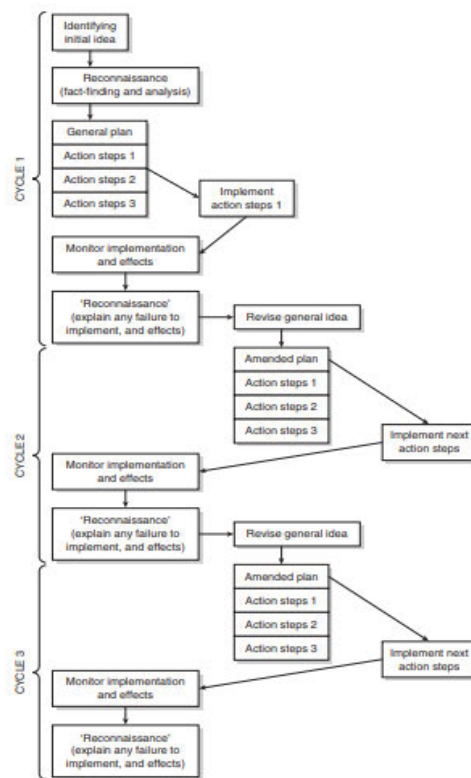 CYCLE 1
Identifying
initial idea
Reconnaissance
(fact-finding and analysis)
General plan
Action steps 1
Action steps 2
Action steps 3
Implement
action steps 1
Monitor implementation
and effects
'Reconnaissance'
(explain any failure to
implement, and effects)
Revise general idea
CYCLE 2
Amended plan
Action steps 1
Action steps 2
Action steps 3
Implement next
action steps
Monitor implementation
and effects
'Reconnaissance'
(explain any failure to
implement, and effects)
Revise general idea
CYCLE 3
Amended plan
Action steps 1
Action steps 2
Action steps 3
Implement next
action steps
Monitor implementation
and effects
'Reconnaissance'
(explain any failure to
implement, and effects)